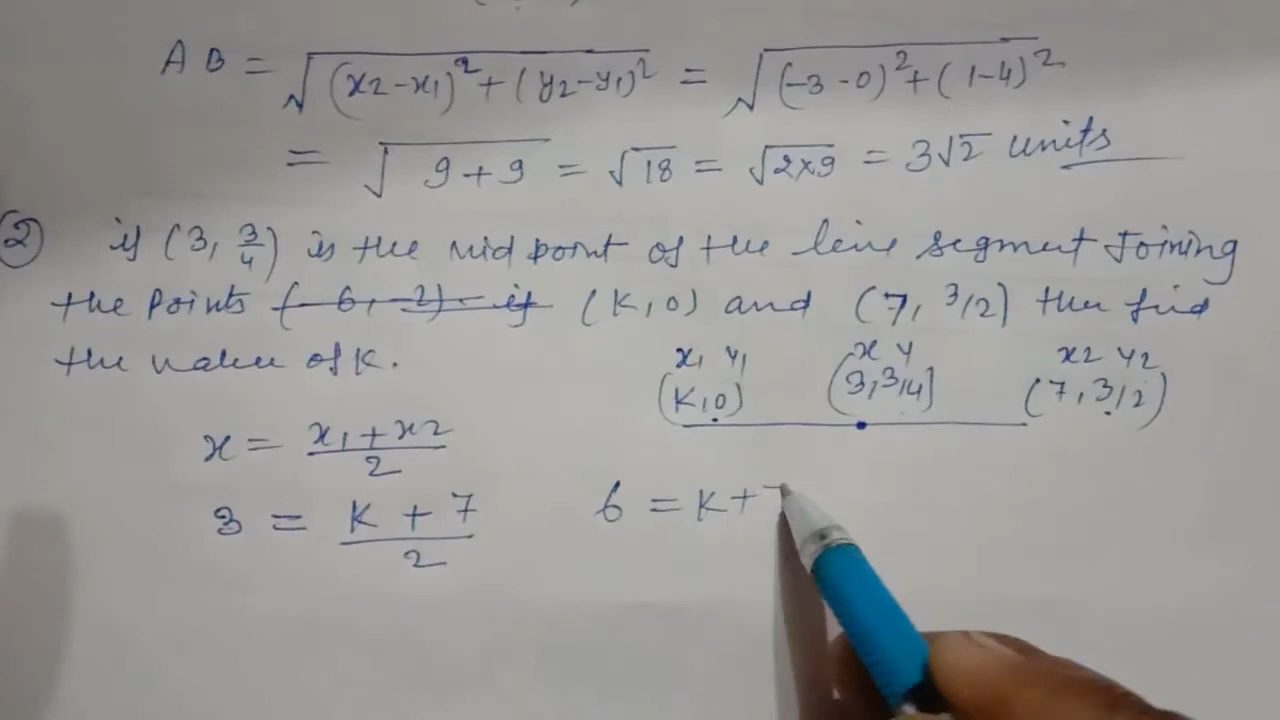 AB = √(x2-x1)²+(y2-y1)² = √(-3-0)²+(1-4)²
= √9+9 = √18 = √2×9 = 3√2 units
② if (3, 3/4) is the mid point of the line segment Joining
the points (-6, -2) if (K,0) and (7, 3/2) then find
the value of K.
x1 y1 x y x2 y2
(K,0) (3,3/4) (7,3/2)
x = x1+x2/2
3 = K+7/2 6 = K+7